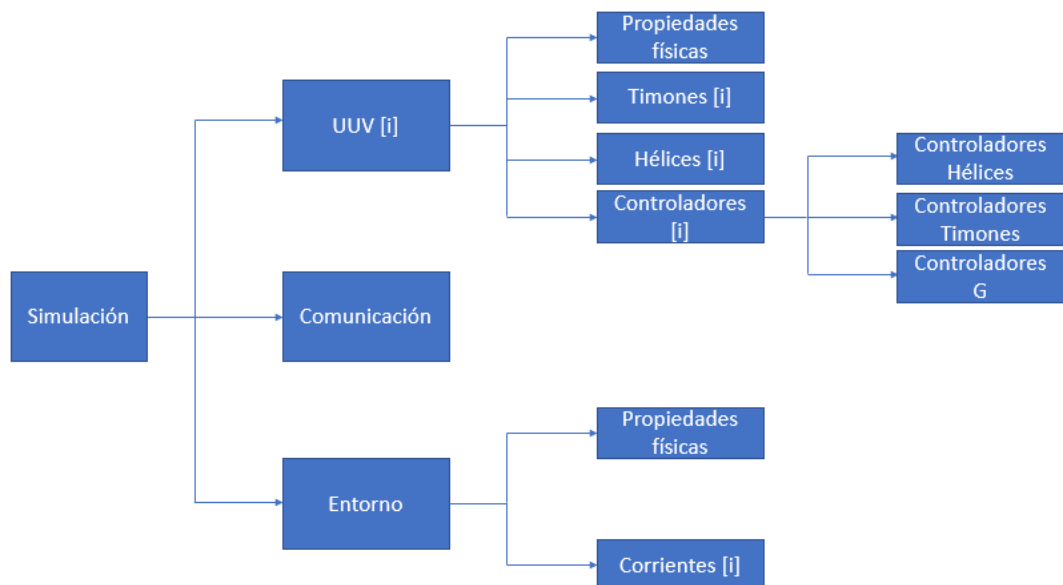 Propiedades
físicas
Timones [i]
UUV [i]
Hélices [i]
Controladores
[i]
Controladores
Hélices
Controladores
Timones
Controladores
G
Simulación
Comunicación
Propiedades
físicas
Entorno
Corrientes [i]